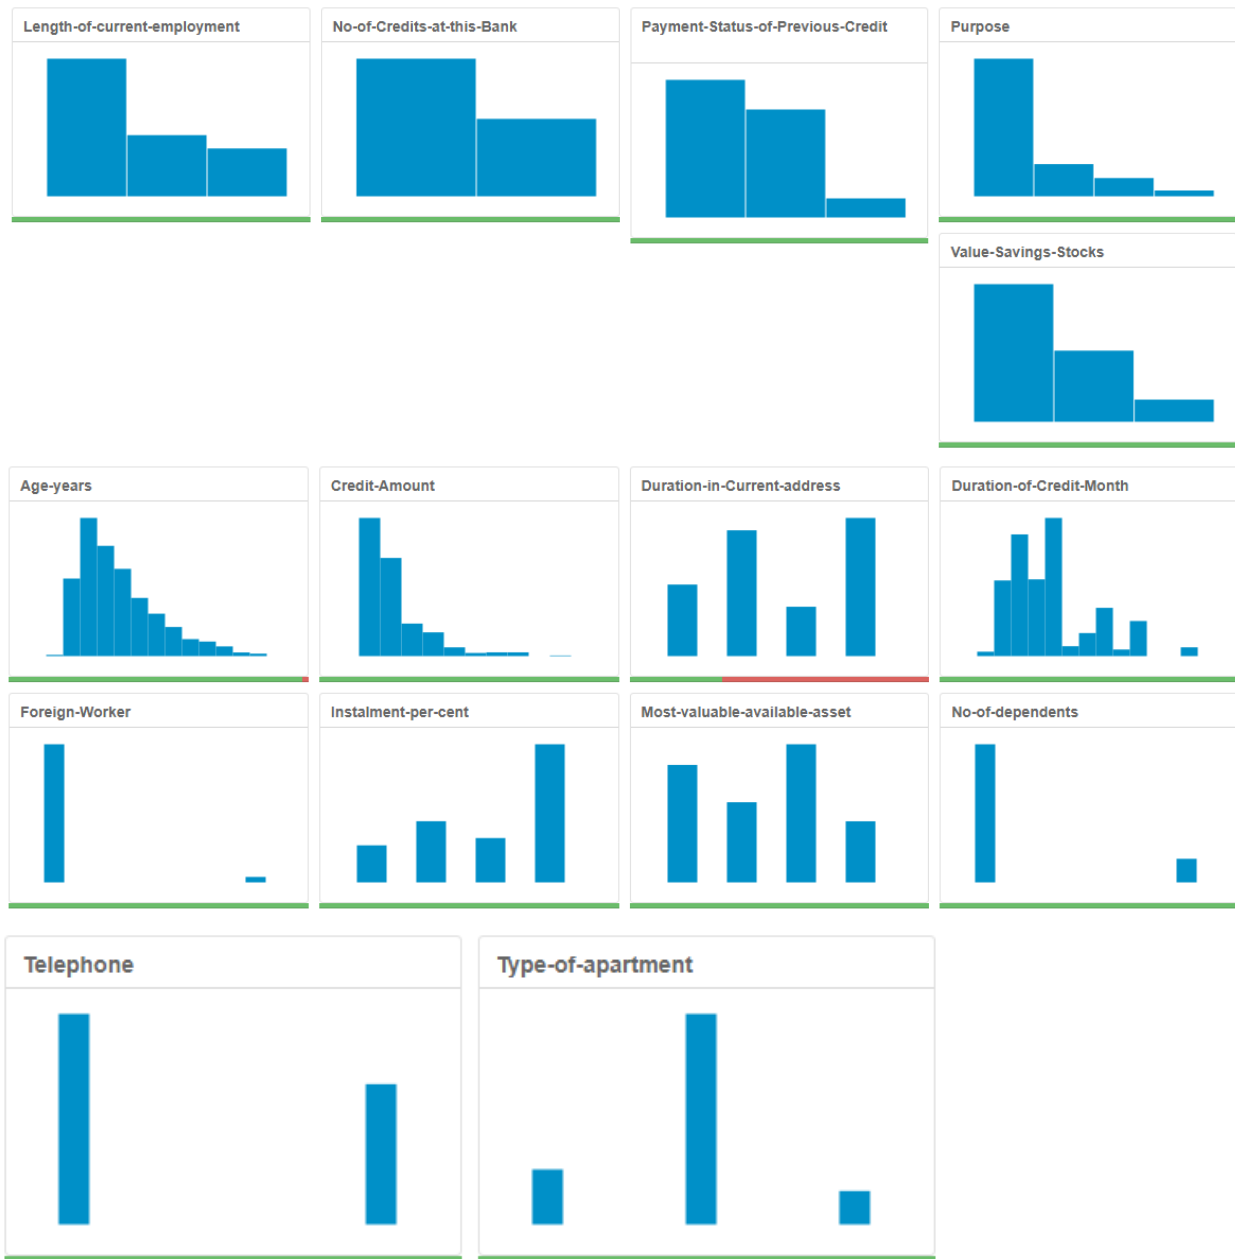 Length-of-current-employment
No-of-Credits-at-this-Bank
Payment-Status-of-Previous-Credit
Purpose
Value-Savings-Stocks
Age-years
Credit-Amount
Duration-in-Current-address
Duration-of-Credit-Month
Foreign-Worker
Instalment-per-cent
Most-valuable-available-asset
No-of-dependents
Telephone
Type-of-apartment